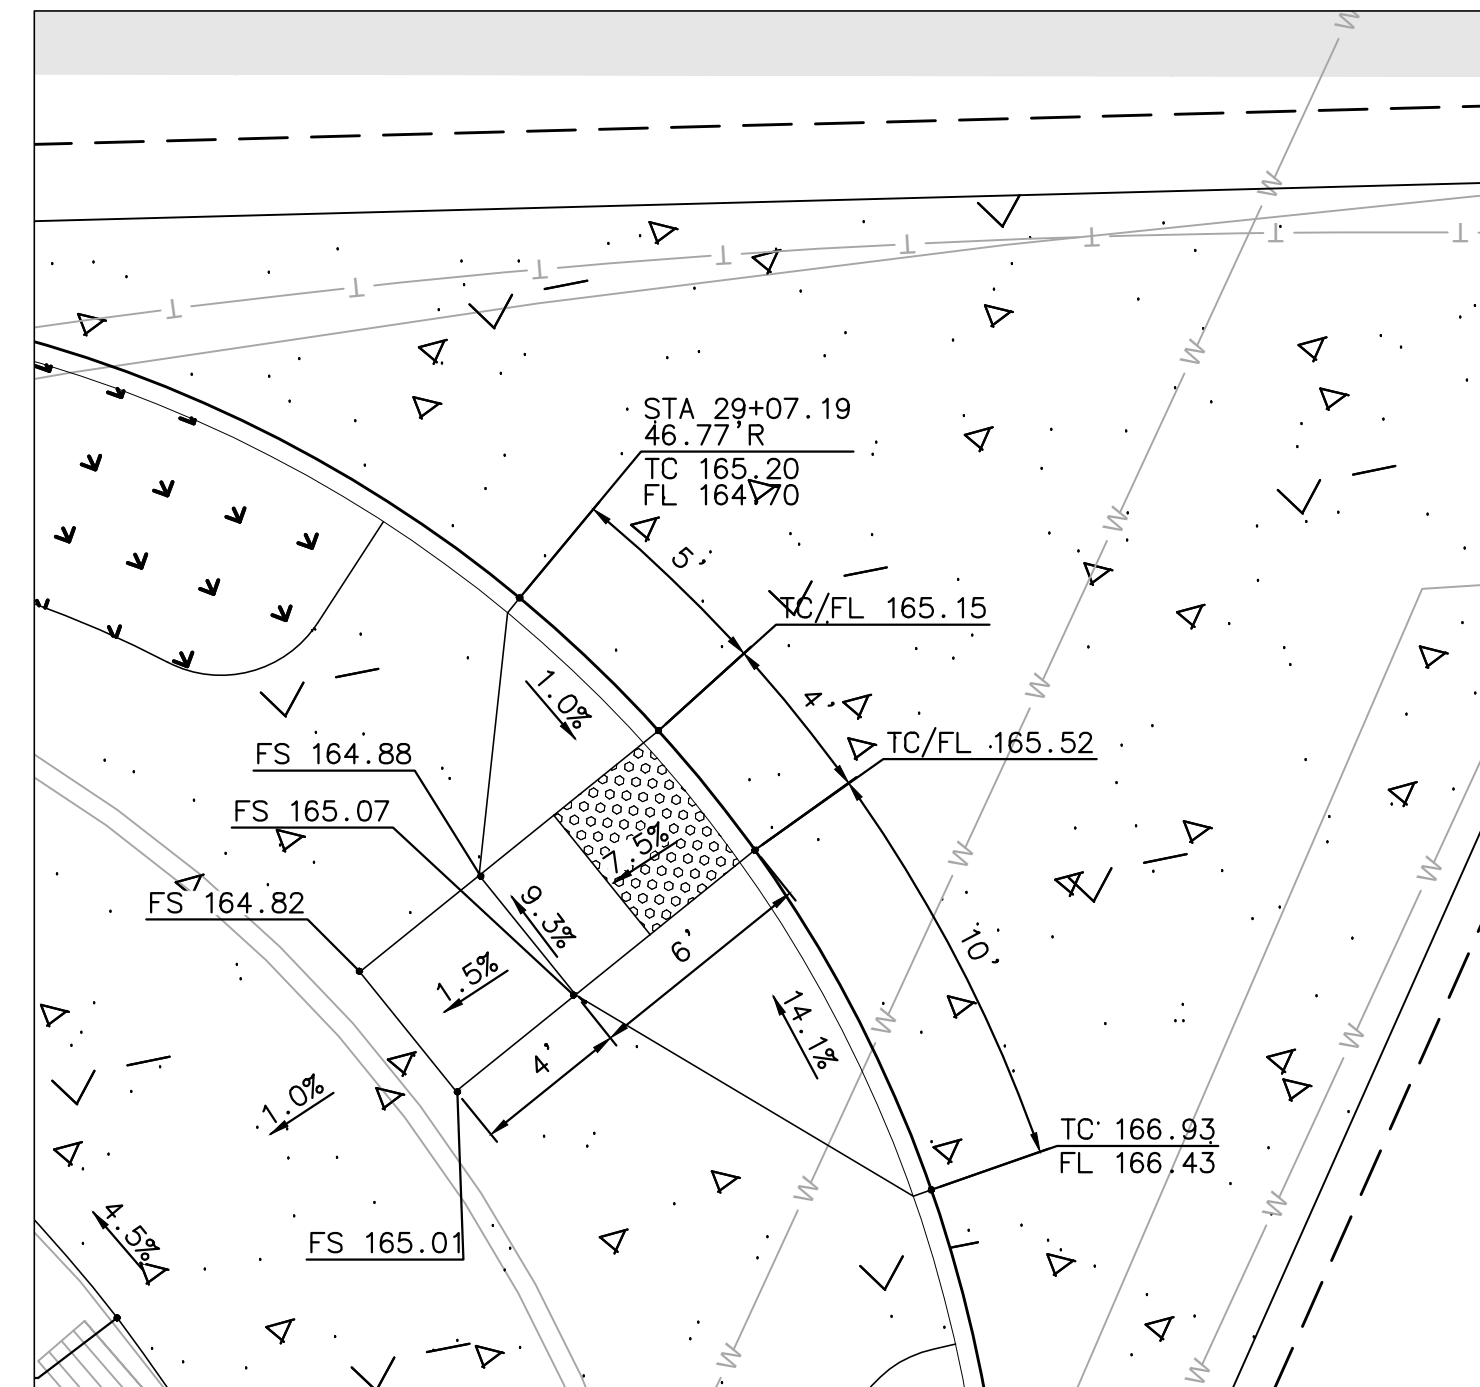 STA 29+07.19
46.77'R
TC 165.20
FL 164.70
5'
TC/FL 165.15
4'
TC/FL 165.52
1.0%
FS 164.88
FS 165.07
7.5%
9.3%
FS 164.82
6'
10'
1.5%
14.1%
4'
1.0%
TC 166.93
FL 166.43
4.5%
FS 165.01
W
W
W
W
W
W
W
W
W
W
W
W
W
T
T
T
T
T
T
T
T